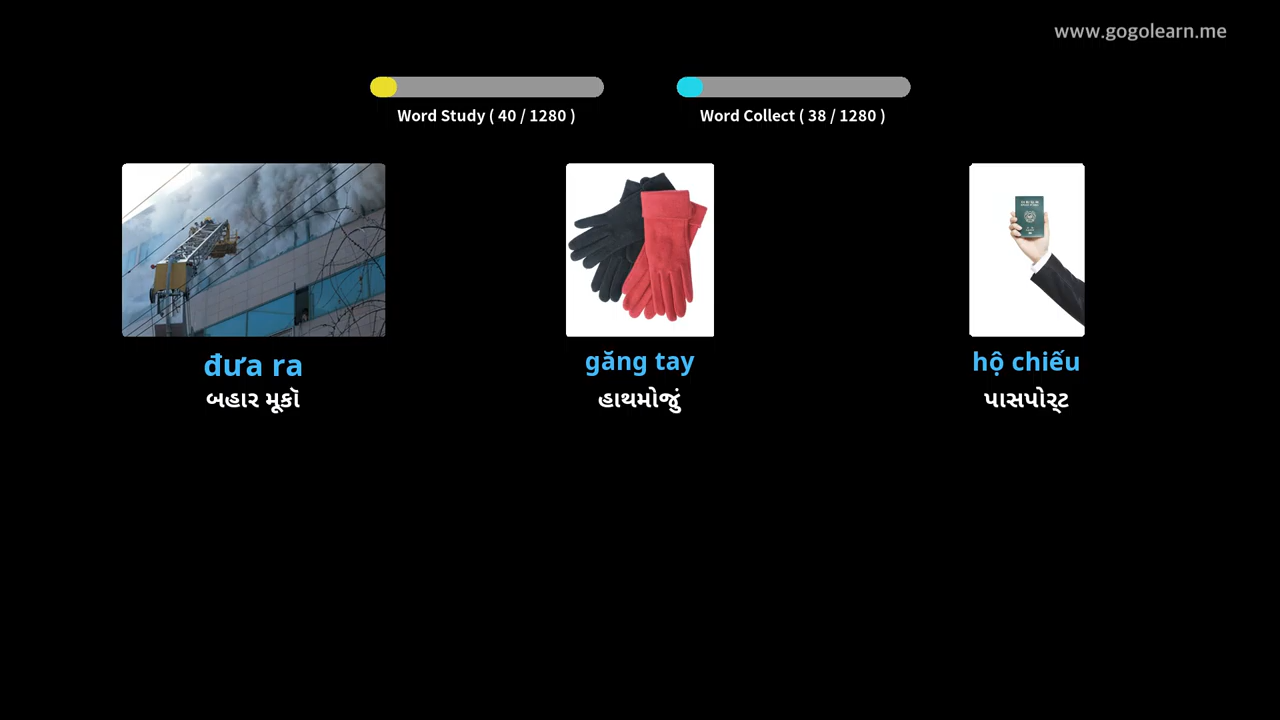 www.gogolearn.me
Word Study ( 40 / 1280 )
Word Collect ( 38 / 1280 )
đưa ra
બહાર મૂકૉ
găng tay
હાથમોજું
hộ chiếu
પાસપોર્ટ